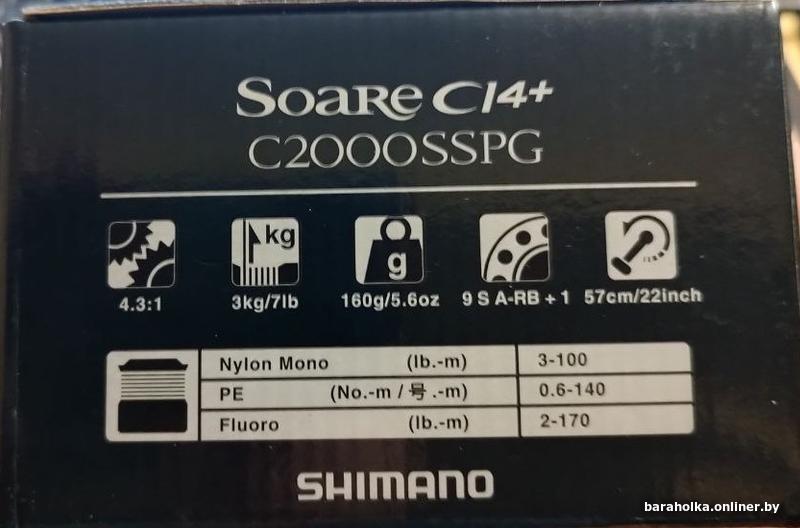 SOARE CI4+
C2000SSPG
kg
g
4.3:1 3kg/7lb 160g/5.6oz 9 S A-RB + 1 57cm/22inch
Nylon Mono (lb.-m) 3-100
PE (No.-m / 号.-m) 0.6-140
Fluoro (lb.-m) 2-170
SHIMANO
baraholka.onliner.by